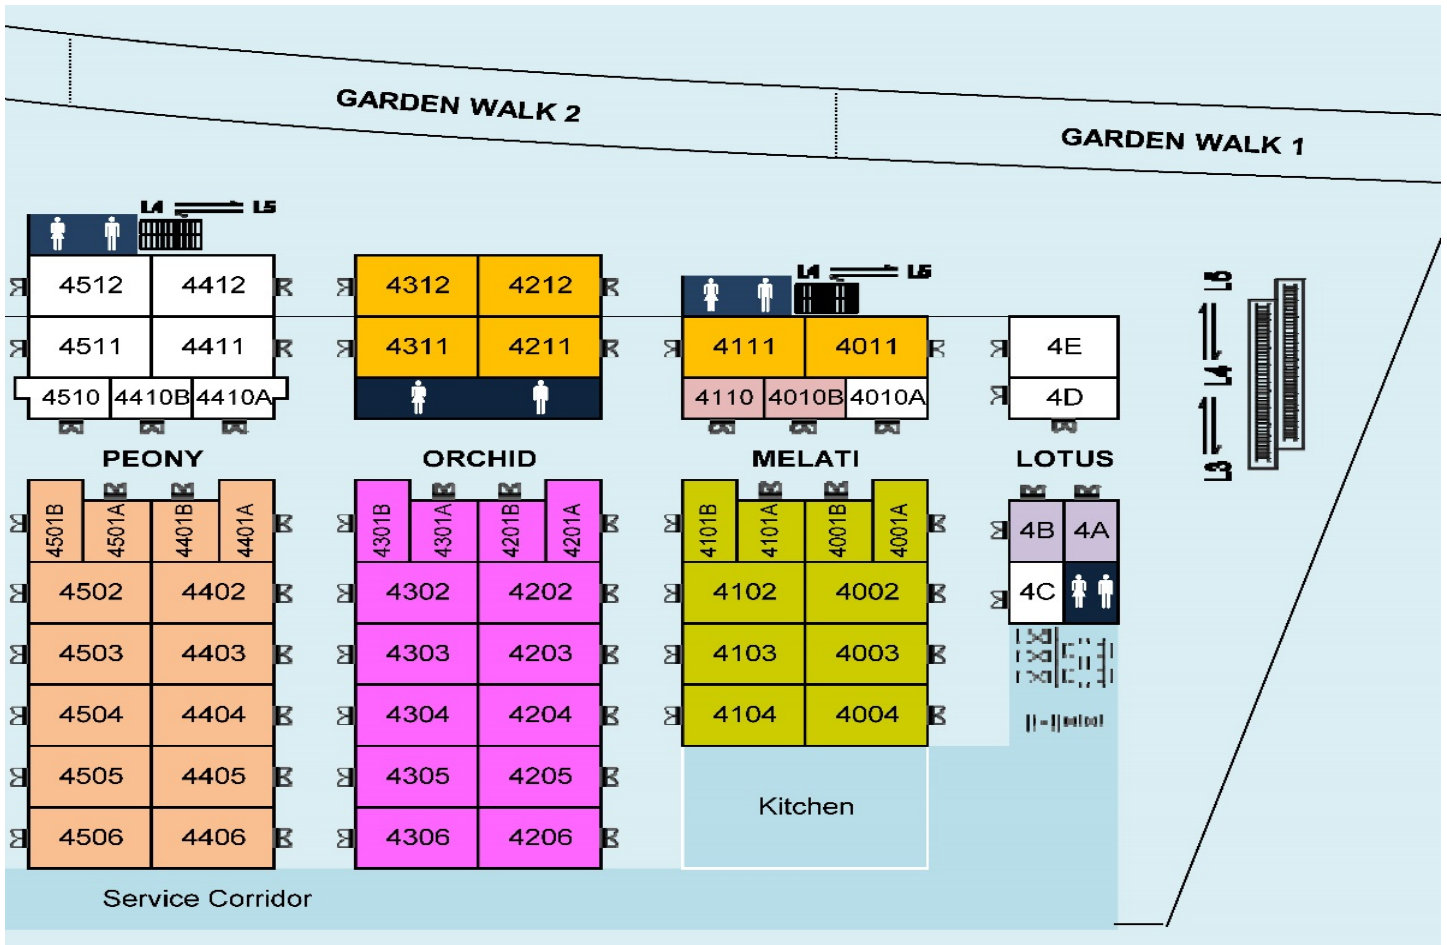 GARDEN WALK 2
GARDEN WALK 1
L4 L5
4512 4412
4511 4411
4510 4410B 4410A
4312 4212
4311 4211
L4 L5
4111 4011
4110 4010B 4010A
4E
4D
L5
L4
L3
PEONY ORCHID MELATI LOTUS
4501B 4501A 4401B 4401A
4502 4402
4503 4403
4504 4404
4505 4405
4506 4406
4301B 4301A 4201B 4201A
4302 4202
4303 4203
4304 4204
4305 4205
4306 4206
4101B 4101A 4001B 4001A
4102 4002
4103 4003
4104 4004
Kitchen
4B 4A
4C
Service Corridor